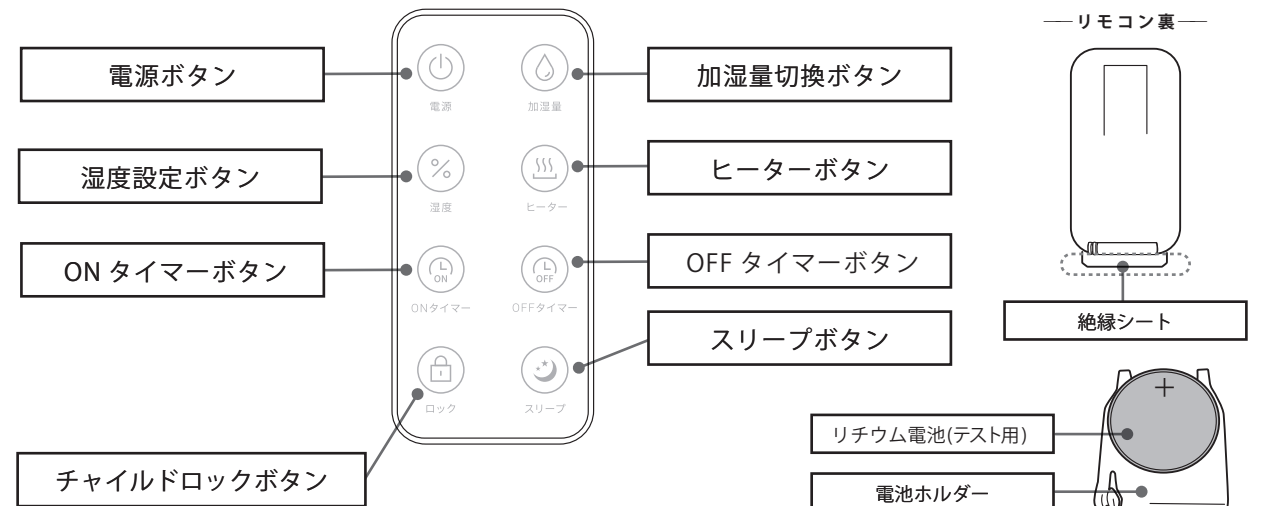 リモコン裏
電源ボタン
加湿量切換ボタン
電源
加湿量
湿度設定ボタン
ヒーターボタン
湿度
ヒーター
ON タイマーボタン
OFF タイマーボタン
ON
OFF
ONタイマー
OFFタイマー
絶縁シート
スリープボタン
ロック
スリープ
リチウム電池(テスト用)
チャイルドロックボタン
電池ホルダー